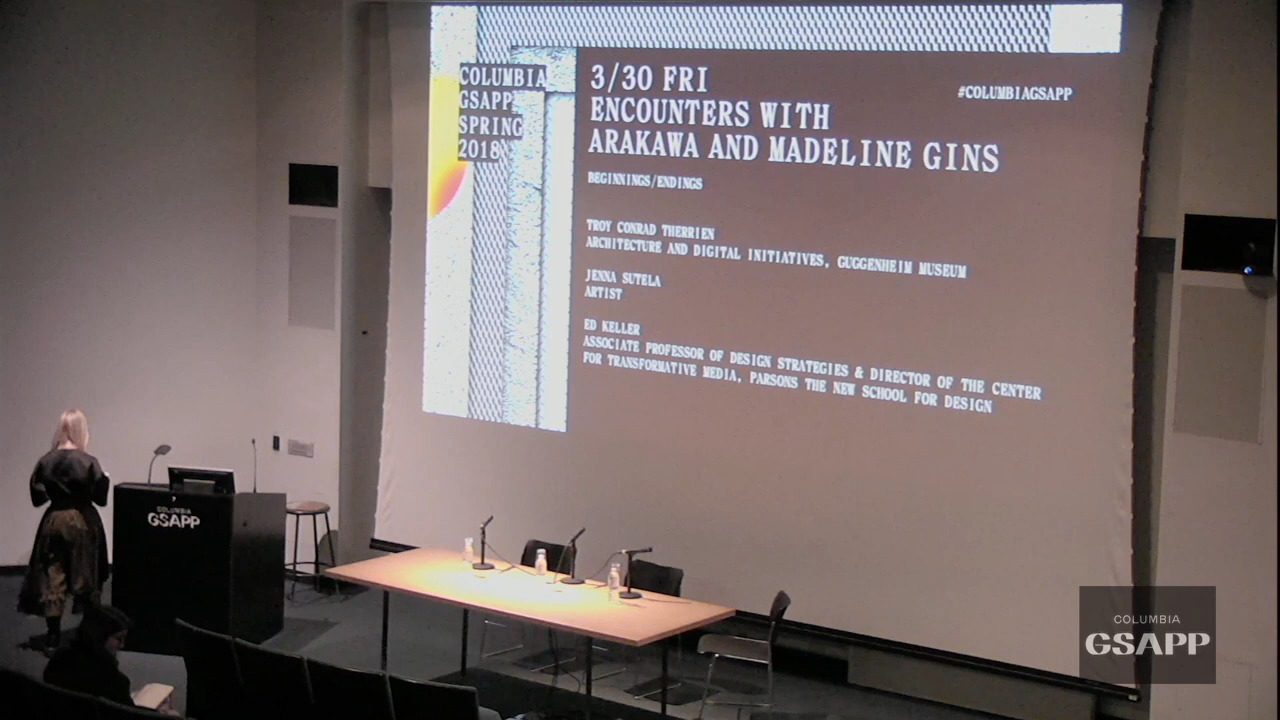 COLUMBIA
GSAPP
SPRING
2018
3/30 FRI
ENCOUNTERS WITH
ARAKAWA AND MADELINE GINS
#COLUMBIAGSAPP
BEGINNINGS/ENDINGS
TROY CONRAD THERRIEN
ARCHITECTURE AND DIGITAL INITIATIVES, GUGGENHEIM MUSEUM
JENNA SUTELA
ARTIST
ED KELLER
ASSOCIATE PROFESSOR OF DESIGN STRATEGIES & DIRECTOR OF THE CENTER
FOR TRANSFORMATIVE MEDIA, PARSONS THE NEW SCHOOL FOR DESIGN
COLUMBIA
GSAPP
COLUMBIA
GSAPP